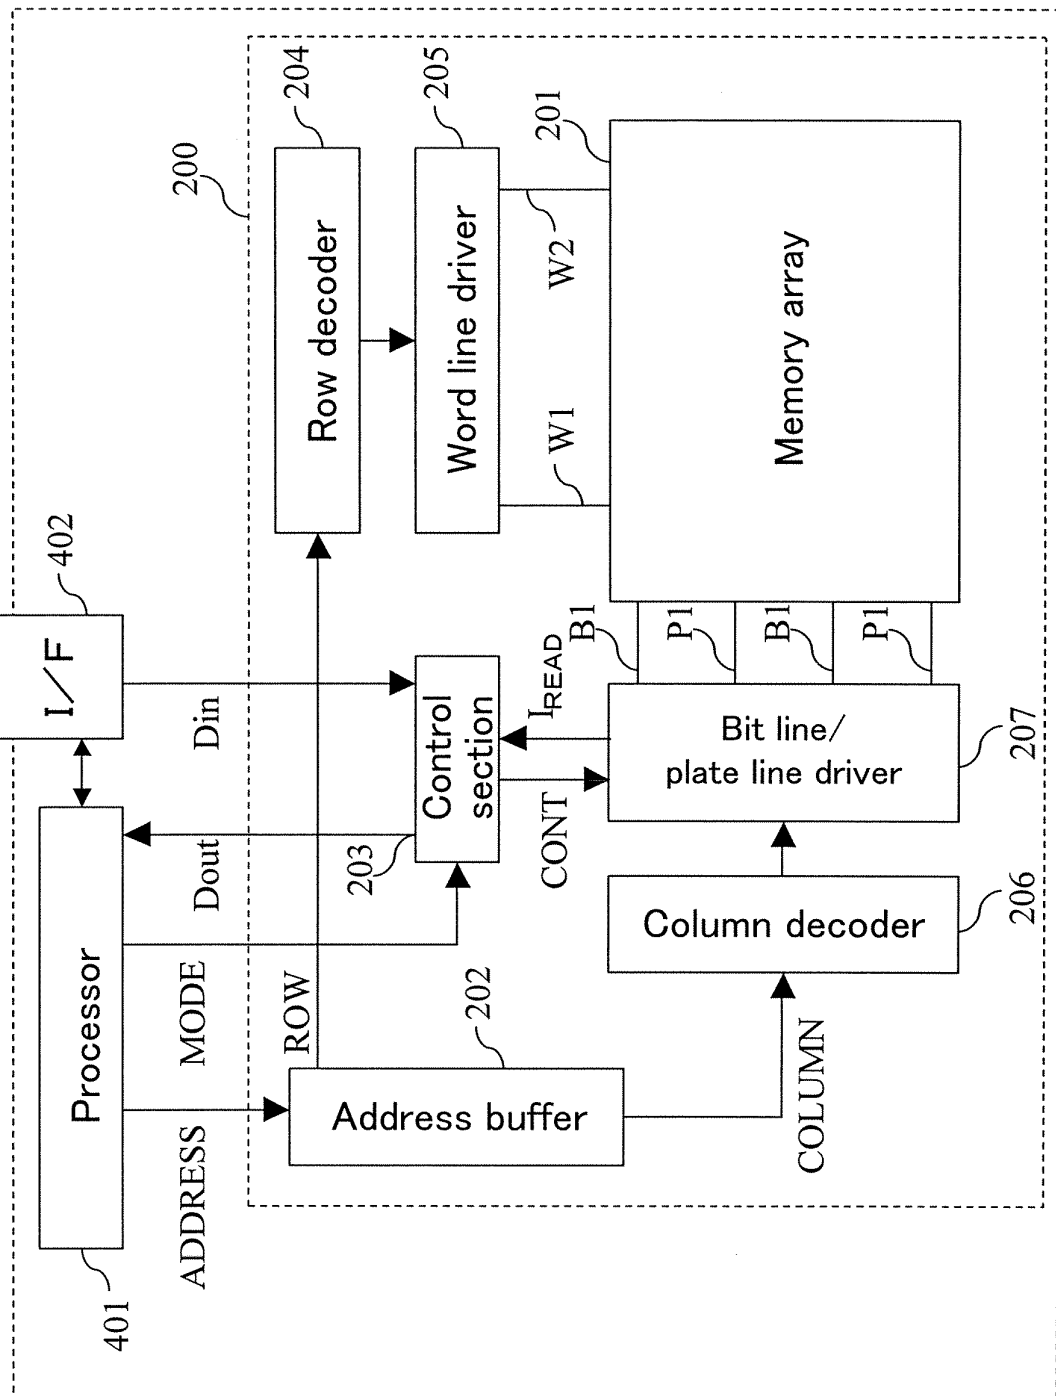 401
Processor
I/F
402
ADDRESS
MODE
Dout
Din
200
ROW
204
Row decoder
203
Address buffer
202
Control
section
205
Word line driver
CONT
I_READ
W1
W2
201
B1
P1
B1
P1
Memory array
COLUMN
Column decoder
206
Bit line/
plate line driver
207